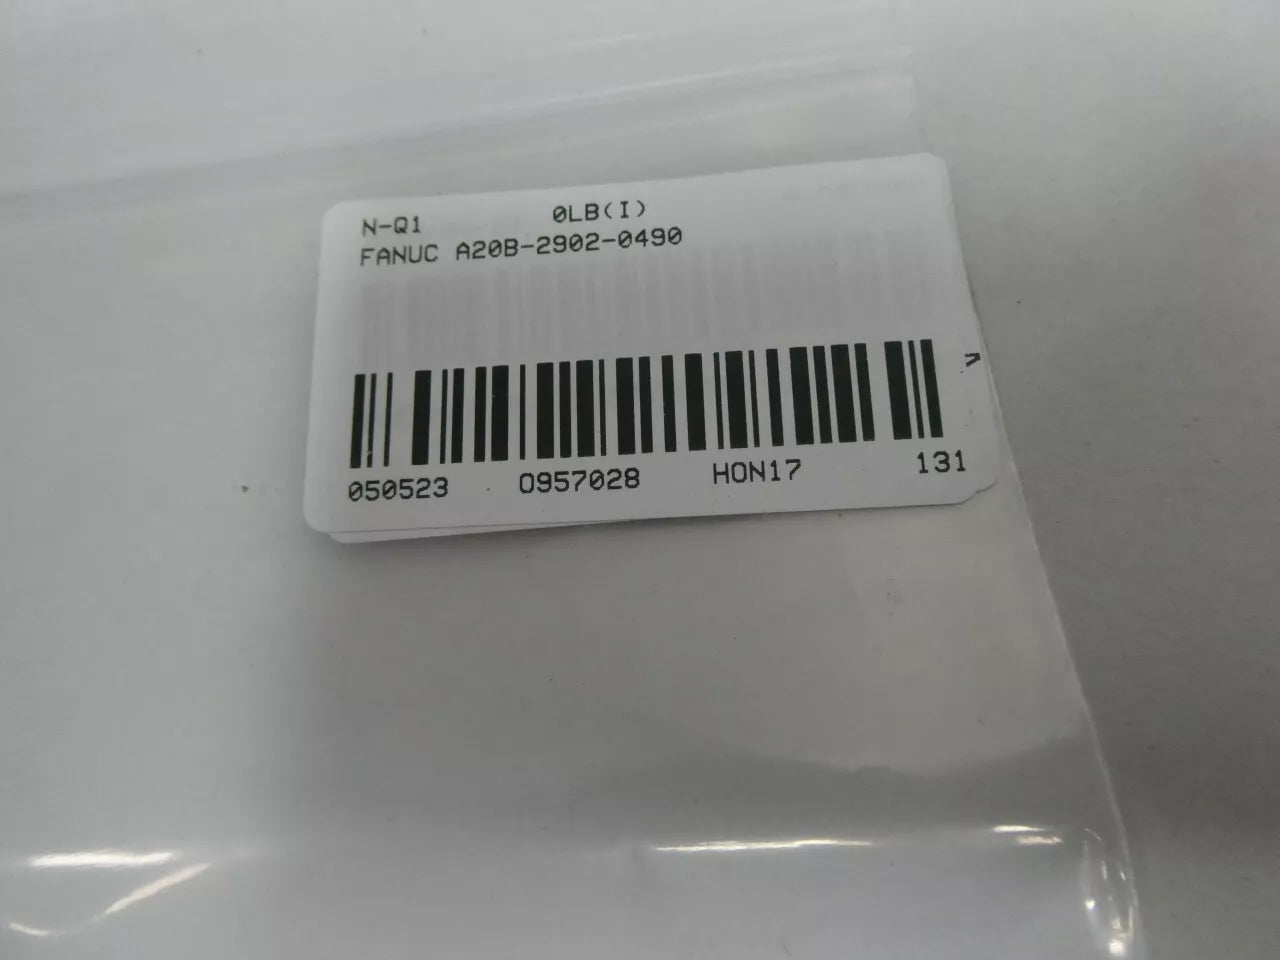 N-Q1 0LB(I)
FANUC A20B-2902-0490
050523 0957028 HON17 131